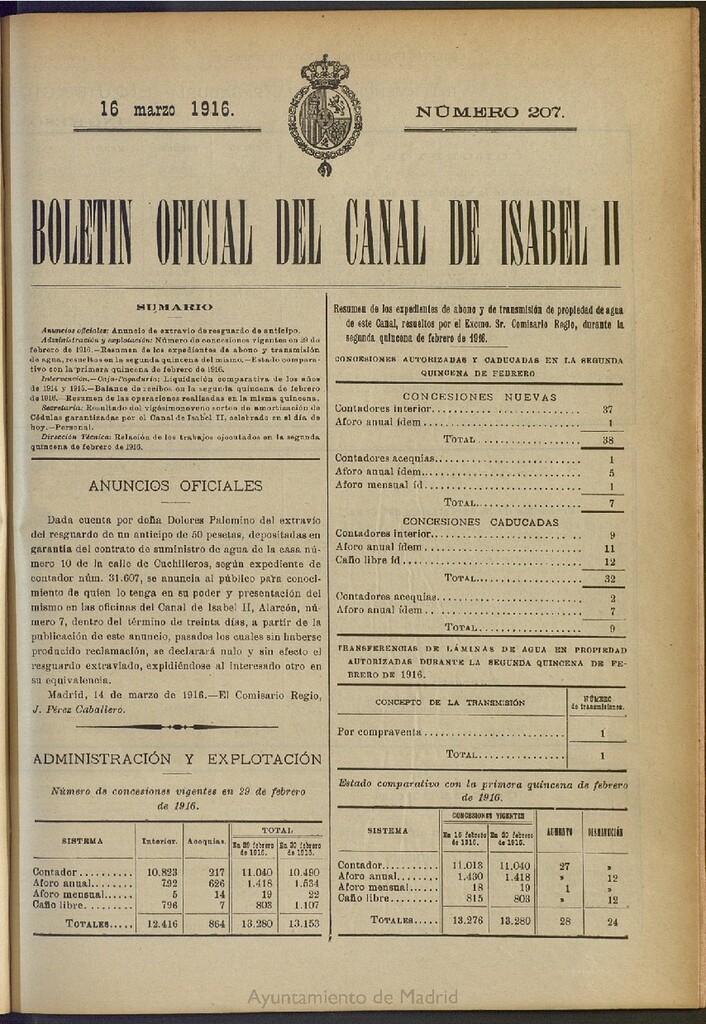 16 marzo 1916.
NÚMERO 207.
BOLETIN OFICIAL DEL CANAL DE ISABEL II
SUMARIO
Anuncios oficiales: Anuncio de extravío de resguardo de anticipo.
Administración y explotación: Número de concesiones vigentes en 29 de
febrero de 1916.—Resumen de los expedientes de abono y transmisión
de agua, resueltos en la segunda quincena del mismo.—Estado compara-
tivo con la primera quincena de febrero de 1916.
Intervención.—Caja-Pagaduría: Liquidación comparativa de los años
de 1914 y 1915.—Balance de recibos en la segunda quincena de febrero
de 1916.—Resumen de las operaciones realizadas en la misma quincena.
Secretaría: Resultado del vigésimonoveno sorteo de amortización de
Cédulas garantizadas por el Canal de Isabel II, celebrado en el día de
hoy.—Personal.
Dirección Técnica: Relación de los trabajos ejecutados en la segunda
quincena de febrero de 1916.
ANUNCIOS OFICIALES
Dada cuenta por doña Dolores Palomino del extravío
del resguardo de un anticipo de 50 pesetas, depositadas en
garantía del contrato de suministro de agua de la casa nú-
mero 10 de la calle de Cuchilleros, según expediente de
contador núm. 31.607, se anuncia al público para conoci-
miento de quien lo tenga en su poder y presentación del
mismo en las oficinas del Canal de Isabel II, Alarcón, nú-
mero 7, dentro del término de treinta días, a partir de la
publicación de este anuncio, pasados los cuales sin haberse
producido reclamación, se declarará nulo y sin efecto el
resguardo extraviado, expidiéndose al interesado otro en
su equivalencia.
Madrid, 14 de marzo de 1916.—El Comisario Regio,
J. Pérez Caballero.
ADMINISTRACIÓN Y EXPLOTACIÓN
Número de concesiones vigentes en 29 de febrero
de 1916.
SISTEMA Interior. Acequias. TOTAL
En 29 febrero de 1916. febrero de 1915.
Contador 10.823 217 11.040 10.490
Aforo anual 792 626 1.418 1.534
Aforo mensual 5 14 19 22
Caño libre 796 7 803 1.107
TOTALES 12.416 864 13.280 13.153
Resumen de los expedientes de abono y de transmisión de propiedad de agua
de este Canal, resueltos por el Excmo. Sr. Comisario Regio, durante la
segunda quincena de febrero de 1916.
CONCESIONES AUTORIZADAS Y CADUCADAS EN LA SEGUNDA
QUINCENA DE FEBRERO
CONCESIONES NUEVAS
Contadores interior 37
Aforo anual ídem 1
TOTAL 38
Contadores acequias 1
Aforo anual ídem 5
Aforo mensual íd 1
TOTAL 7
CONCESIONES CADUCADAS
Contadores interior 9
Aforo anual ídem 11
Caño libre íd 12
TOTAL 32
Contadores acequias 2
Aforo anual ídem 7
TOTAL 9
TRANSFERENCIAS DE LÁMINAS DE AGUA EN PROPIEDAD
AUTORIZADAS DURANTE LA SEGUNDA QUINCENA DE FE-
BRERO DE 1916.
CONCEPTO DE LA TRANSMISIÓN NÚMERO de transmisiones.
Por compraventa 1
TOTAL 1
Estado comparativo con la primera quincena de febrero
de 1916.
SISTEMA CONCESIONES VIGENTES AUMENTO DISMINUCIÓN
En 15 febrero de 1916. febrero de 1916.
Contador 11.013 11.040 27 »
Aforo anual 1.430 1.418 » 12
Aforo mensual 18 19 1 »
Caño libre 815 803 » 12
TOTALES 13.276 13.280 28 24
Ayuntamiento de Madrid